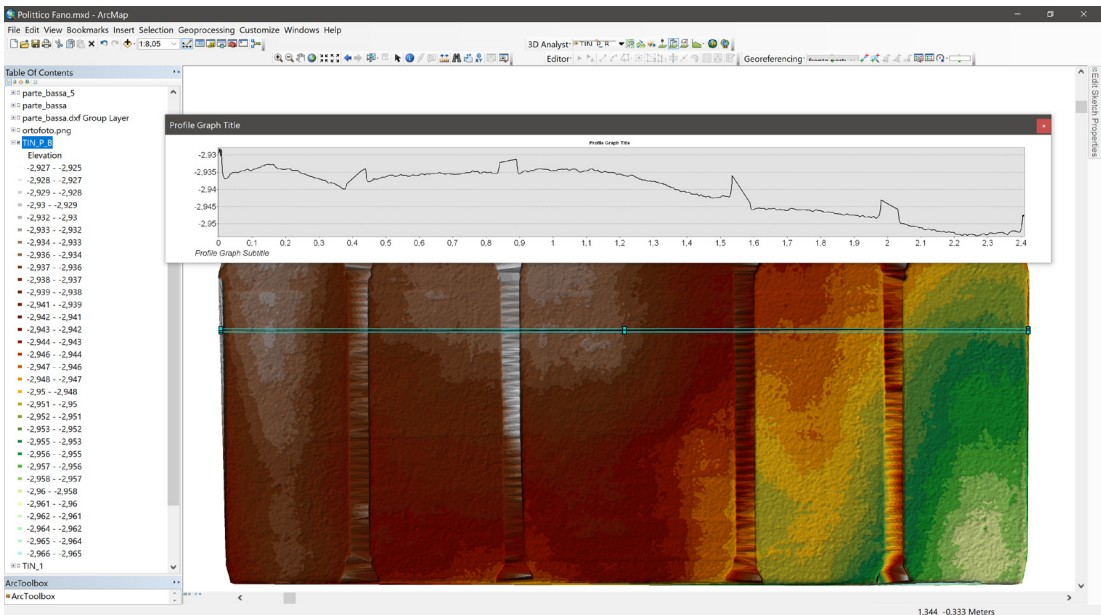 Polittico Fano.mxd - ArcMap
File Edit View Bookmarks Insert Selection Geoprocessing Customize Windows Help
1:8,05
3D Analyst TIN_P_B
Editor
Georeferencing
Table Of Contents
parte_bassa_5
parte_bassa
parte_bassa.dxf Group Layer
ortofoto.png
TIN_P_B
Elevation
-2,927 - -2,925
-2,928 - -2,927
-2,929 - -2,928
-2,93 - -2,929
-2,932 - -2,93
-2,933 - -2,932
-2,934 - -2,933
-2,936 - -2,934
-2,937 - -2,936
-2,938 - -2,937
-2,939 - -2,938
-2,941 - -2,939
-2,942 - -2,941
-2,943 - -2,942
-2,944 - -2,943
-2,946 - -2,944
-2,947 - -2,946
-2,948 - -2,947
-2,95 - -2,948
-2,951 - -2,95
-2,952 - -2,951
-2,953 - -2,952
-2,955 - -2,953
-2,956 - -2,955
-2,957 - -2,956
-2,958 - -2,957
-2,96 - -2,958
-2,961 - -2,96
-2,962 - -2,961
-2,964 - -2,962
-2,965 - -2,964
-2,966 - -2,965
TIN_1
ArcToolbox
ArcToolbox
Profile Graph Title
Profile Graph Title
-2,93
-2,935
-2,94
-2,945
-2,95
0 0,1 0,2 0,3 0,4 0,5 0,6 0,7 0,8 0,9 1 1,1 1,2 1,3 1,4 1,5 1,6 1,7 1,8 1,9 2 2,1 2,2 2,3 2,4
Profile Graph Subtitle
Edit Sketch Properties
1,344 -0,333 Meters